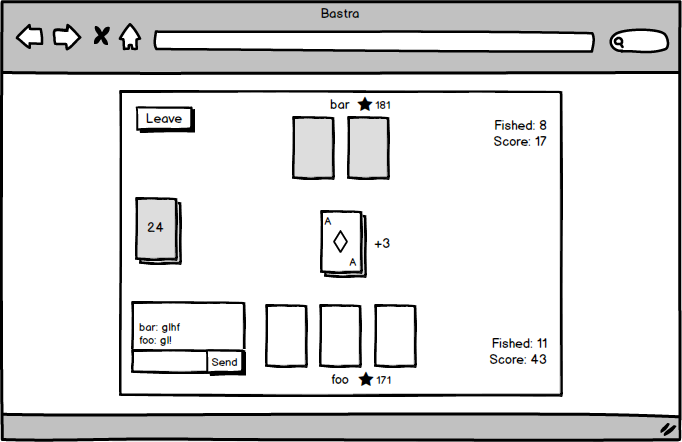 Bastra
bar ★ 181
Leave
Fished: 8
Score: 17
24
A
A
+3
bar: glhf
foo: gl!
Send
Fished: 11
Score: 43
foo ★ 171